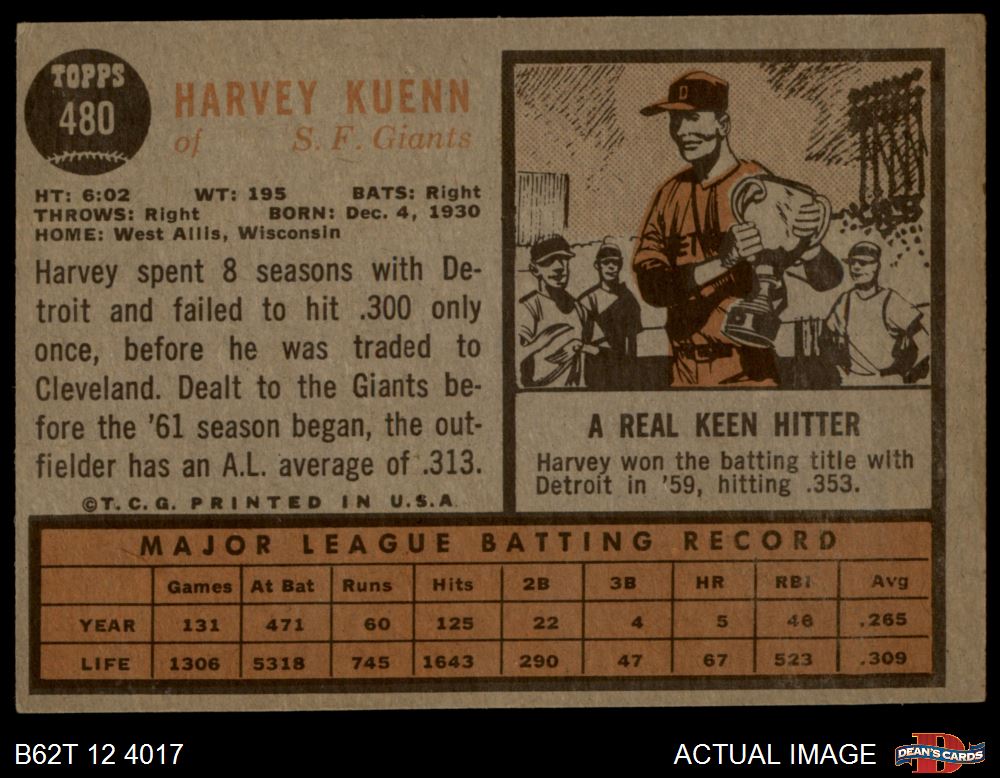 TOPPS
480
HARVEY KUENN
of S. F. Giants
HT: 6:02 WT: 195 BATS: Right
THROWS: Right BORN: Dec. 4, 1930
HOME: West Allis, Wisconsin
Harvey spent 8 seasons with De-
troit and failed to hit .300 only
once, before he was traded to
Cleveland. Dealt to the Giants be-
fore the '61 season began, the out-
fielder has an A.L. average of .313.
©T. C. G. PRINTED IN U.S.A.
D
A REAL KEEN HITTER
Harvey won the batting title with
Detroit in '59, hitting .353.
MAJOR LEAGUE BATTING RECORD
Games At Bat Runs Hits 2B 3B HR RBI Avg
YEAR 131 471 60 125 22 4 5 46 .265
LIFE 1306 5318 745 1643 290 47 67 523 .309
B62T 12 4017
ACTUAL IMAGE
DEAN'S CARDS